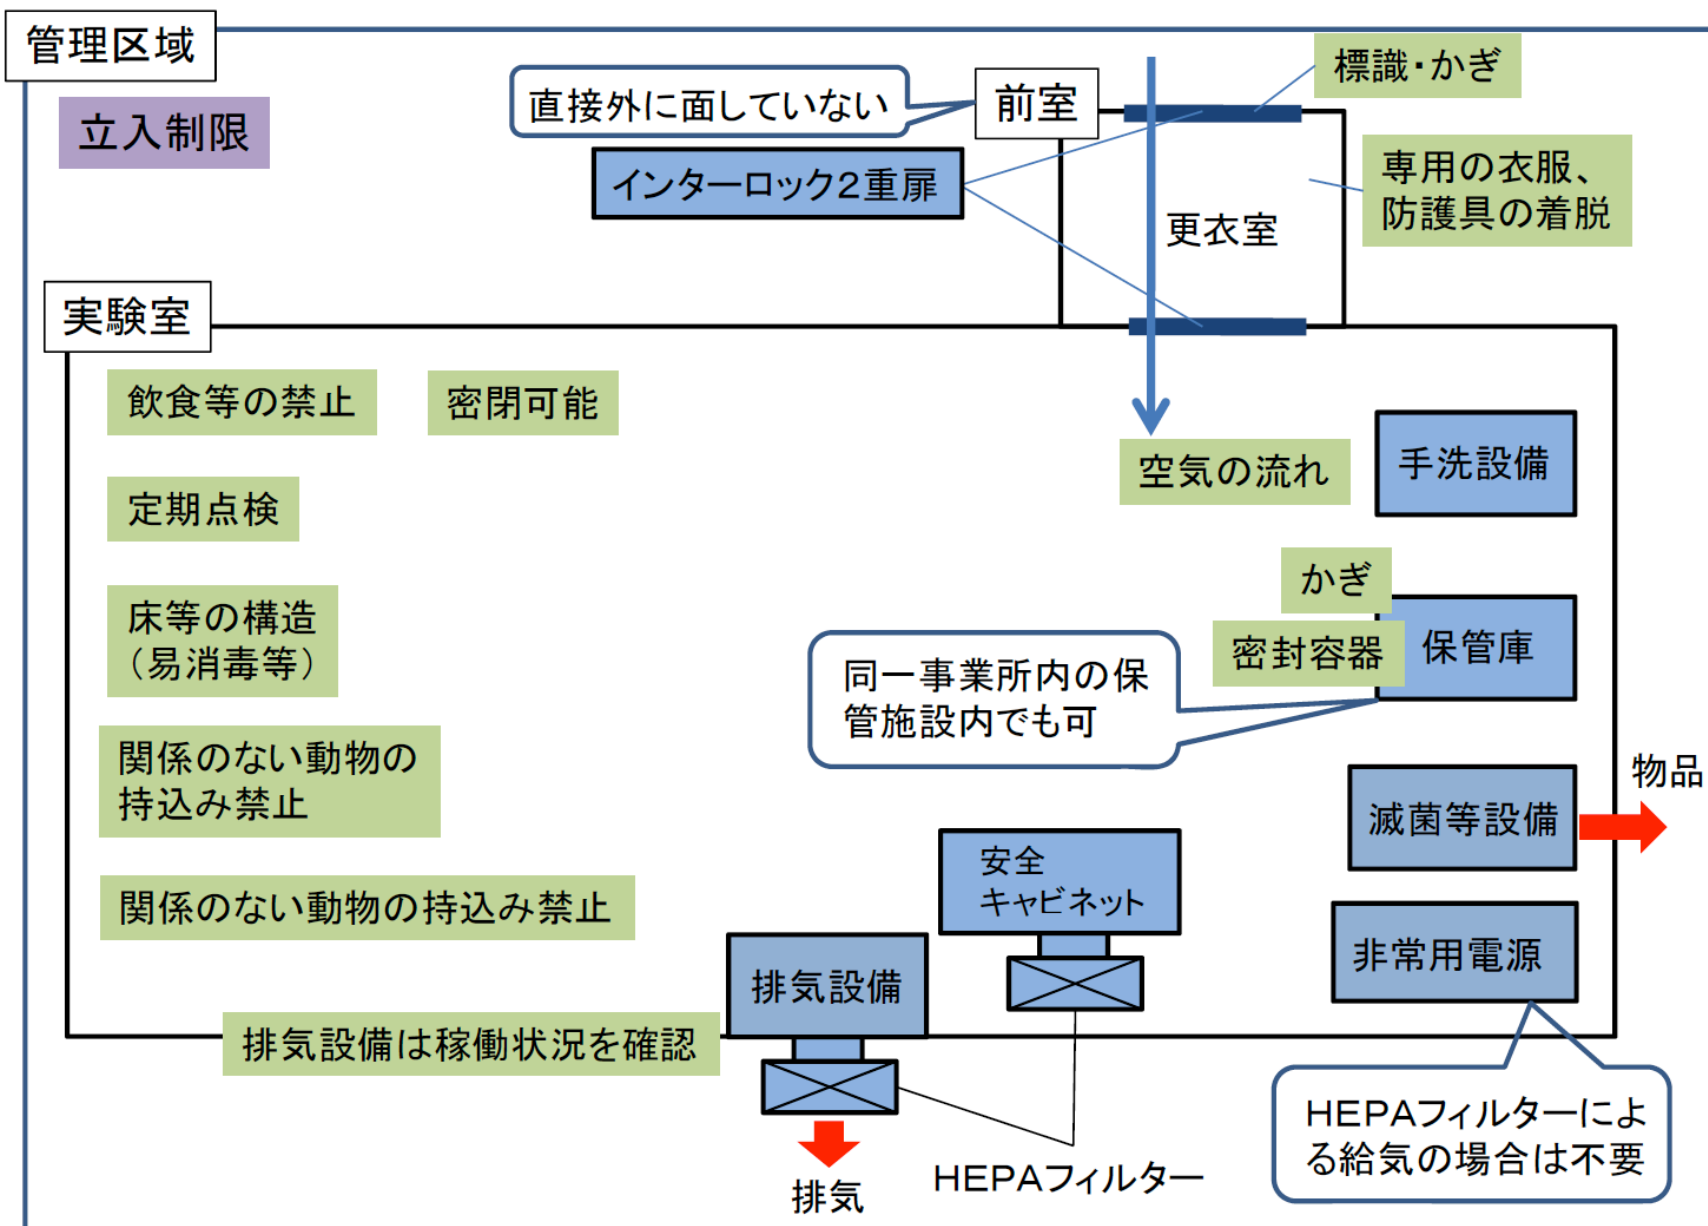 管理区域
立入制限
直接外に面していない
前室
標識・かぎ
インターロック２重扉
専用の衣服、
防護具の着脱
更衣室
実験室
飲食等の禁止
密閉可能
空気の流れ
手洗設備
定期点検
かぎ
密封容器
保管庫
床等の構造
（易消毒等）
同一事業所内の保
管施設内でも可
関係のない動物の
持込み禁止
物品
滅菌等設備
安全
キャビネット
関係のない動物の持込み禁止
非常用電源
排気設備
排気設備は稼働状況を確認
HEPAフィルターによ
る給気の場合は不要
HEPAフィルター
排気